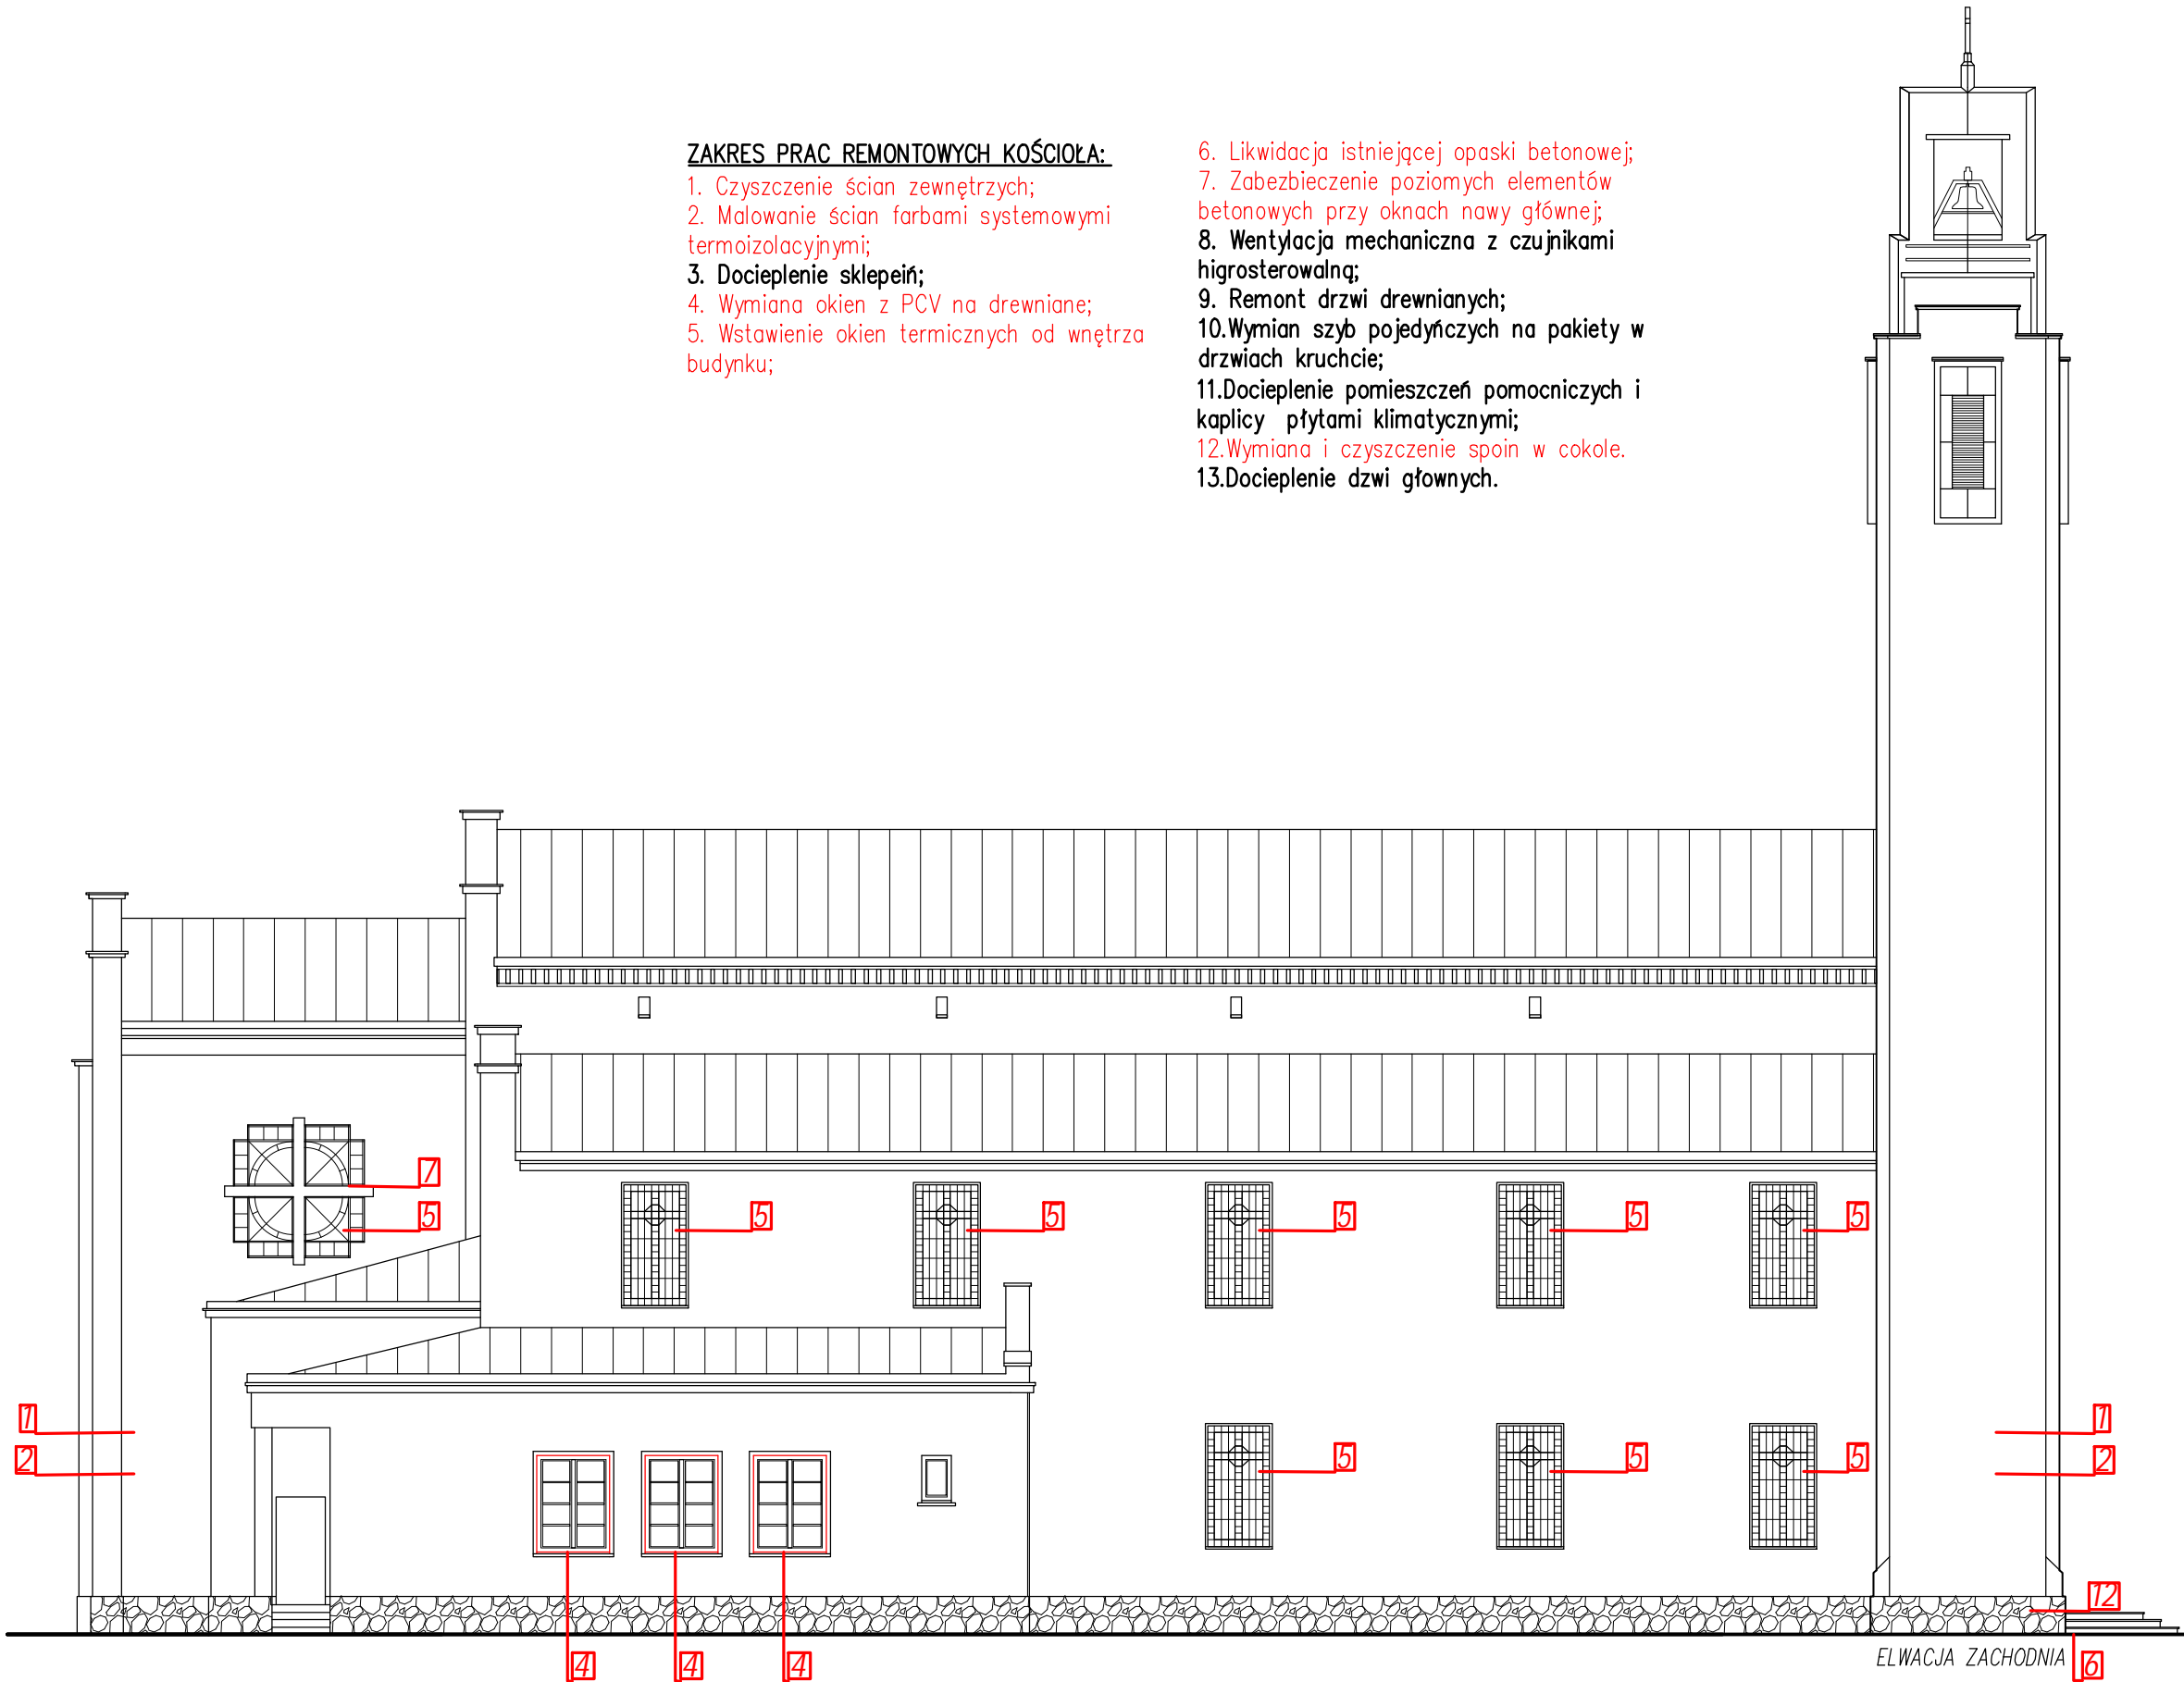 ZAKRES PRAC REMONTOWYCH KOŚCIOŁA:
1. Czyszczenie ścian zewnętrzych;
2. Malowanie ścian farbami systemowymi
termoizolacyjnymi;
3. Docieplenie sklepeiń;
4. Wymiana okien z PCV na drewniane;
5. Wstawienie okien termicznych od wnętrza
budynku;
6. Likwidacja istniejącej opaski betonowej;
7. Zabezbieczenie poziomych elementów
betonowych przy oknach nawy głównej;
8. Wentylacja mechaniczna z czujnikami
higrosterowalną;
9. Remont drzwi drewnianych;
10.Wymian szyb pojedyńczych na pakiety w
drzwiach kruchcie;
11.Docieplenie pomieszczeń pomocniczych i
kaplicy płytami klimatycznymi;
12.Wymiana i czyszczenie spoin w cokole.
13.Docieplenie dzwi głownych.
7
5
5
5
5
5
5
1
2
5
5
5
1
2
12
4
4
4
ELWACJA ZACHODNIA
6